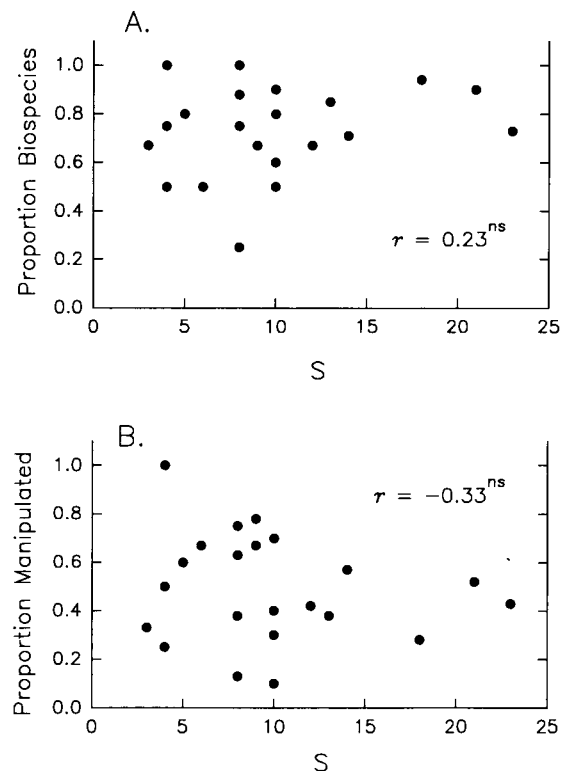 A.
Proportion Biospecies
1.0
0.8
0.6
0.4
0.2
0.0
r = 0.23ns
0 5 10 15 20 25
S
B.
Proportion Manipulated
1.0
0.8
0.6
0.4
0.2
0.0
r = −0.33ns
0 5 10 15 20 25
S